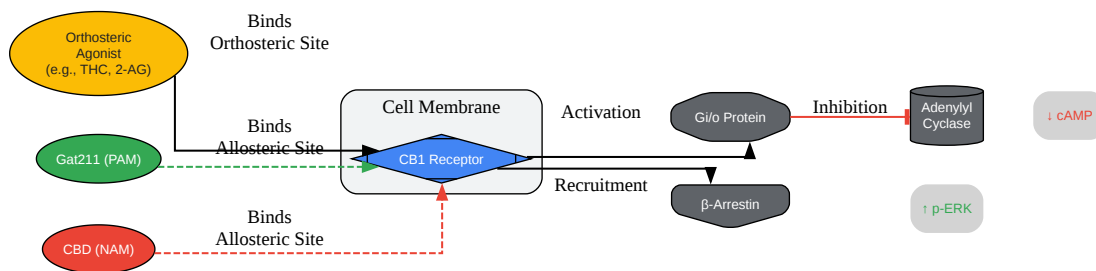 Orthosteric
Agonist
(e.g., THC, 2-AG)
Binds
Orthosteric Site
Gat211 (PAM)
Binds
Allosteric Site
CBD (NAM)
Binds
Allosteric Site
Cell Membrane
CB1 Receptor
Activation
Recruitment
Gi/o Protein
β-Arrestin
Inhibition
Adenylyl
Cyclase
↓ cAMP
↑ p-ERK